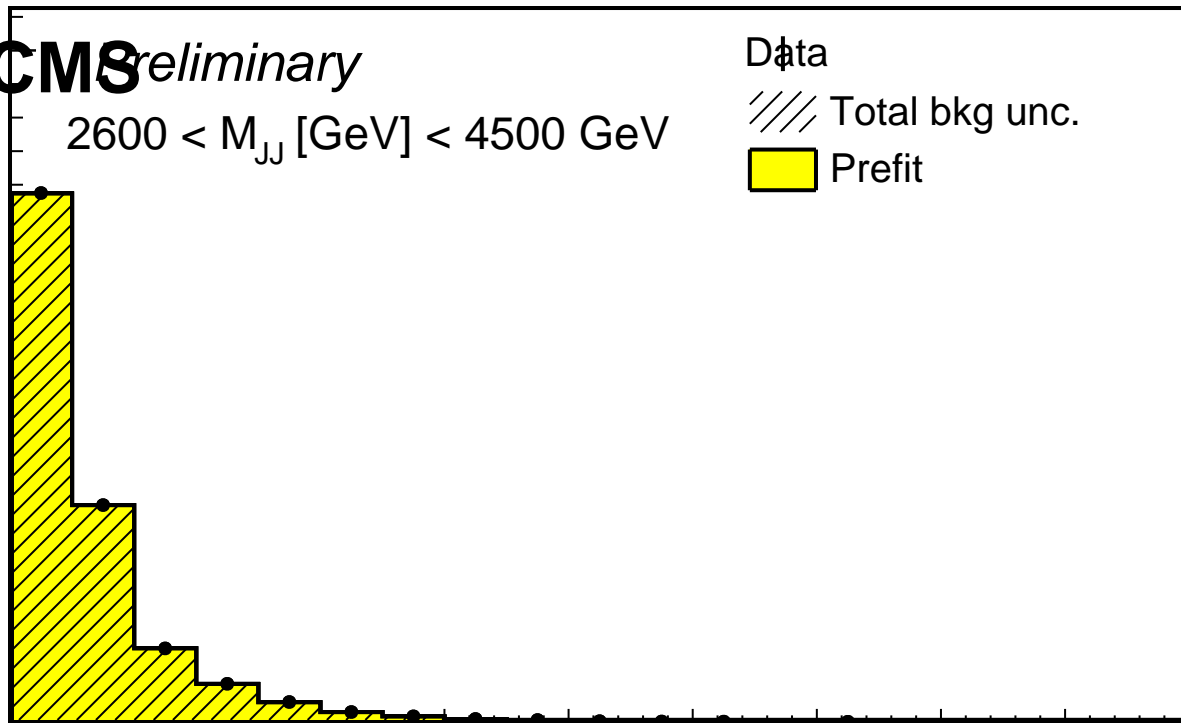 CMS Preliminary
2600 < M_JJ [GeV] < 4500 GeV
Data
Total bkg unc.
Prefit